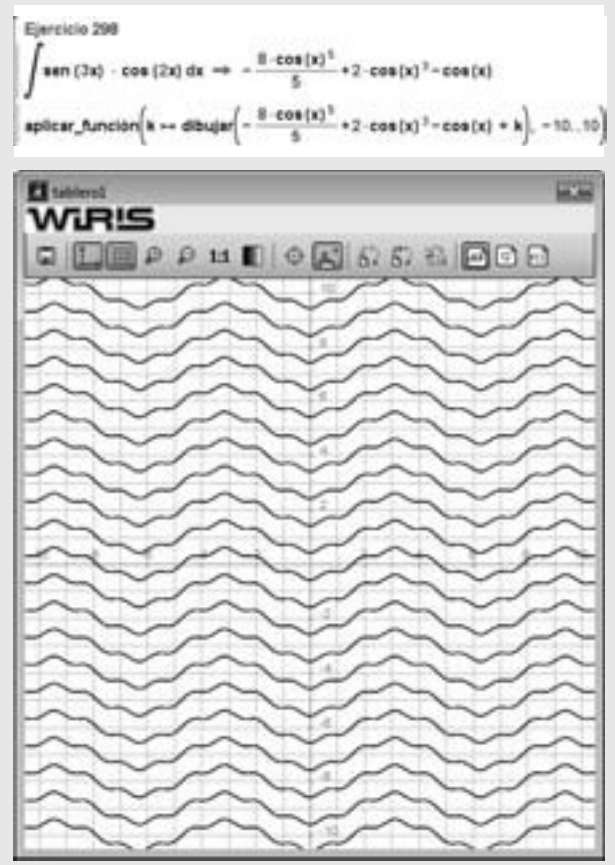 Ejercicio 298
∫ sen (3x) · cos (2x) dx ⇒ - 8·cos(x)⁵/5 +2·cos(x)³-cos(x)
aplicar_función(k ↦ dibujar(- 8·cos(x)⁵/5 +2·cos(x)³-cos(x) + k), -10..10)
tablero1
WIRIS
1:1
10
8
6
4
2
-2
-4
-6
-8
-10